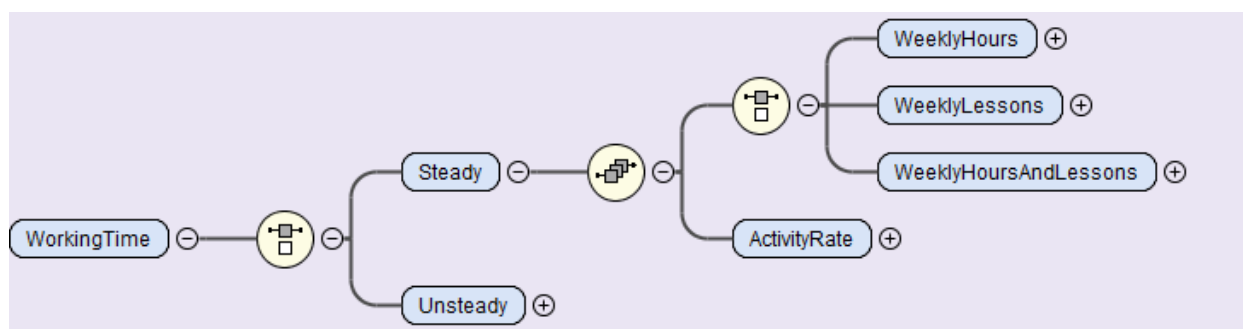 WeeklyHours
WeeklyLessons
Steady
WeeklyHoursAndLessons
WorkingTime
ActivityRate
Unsteady